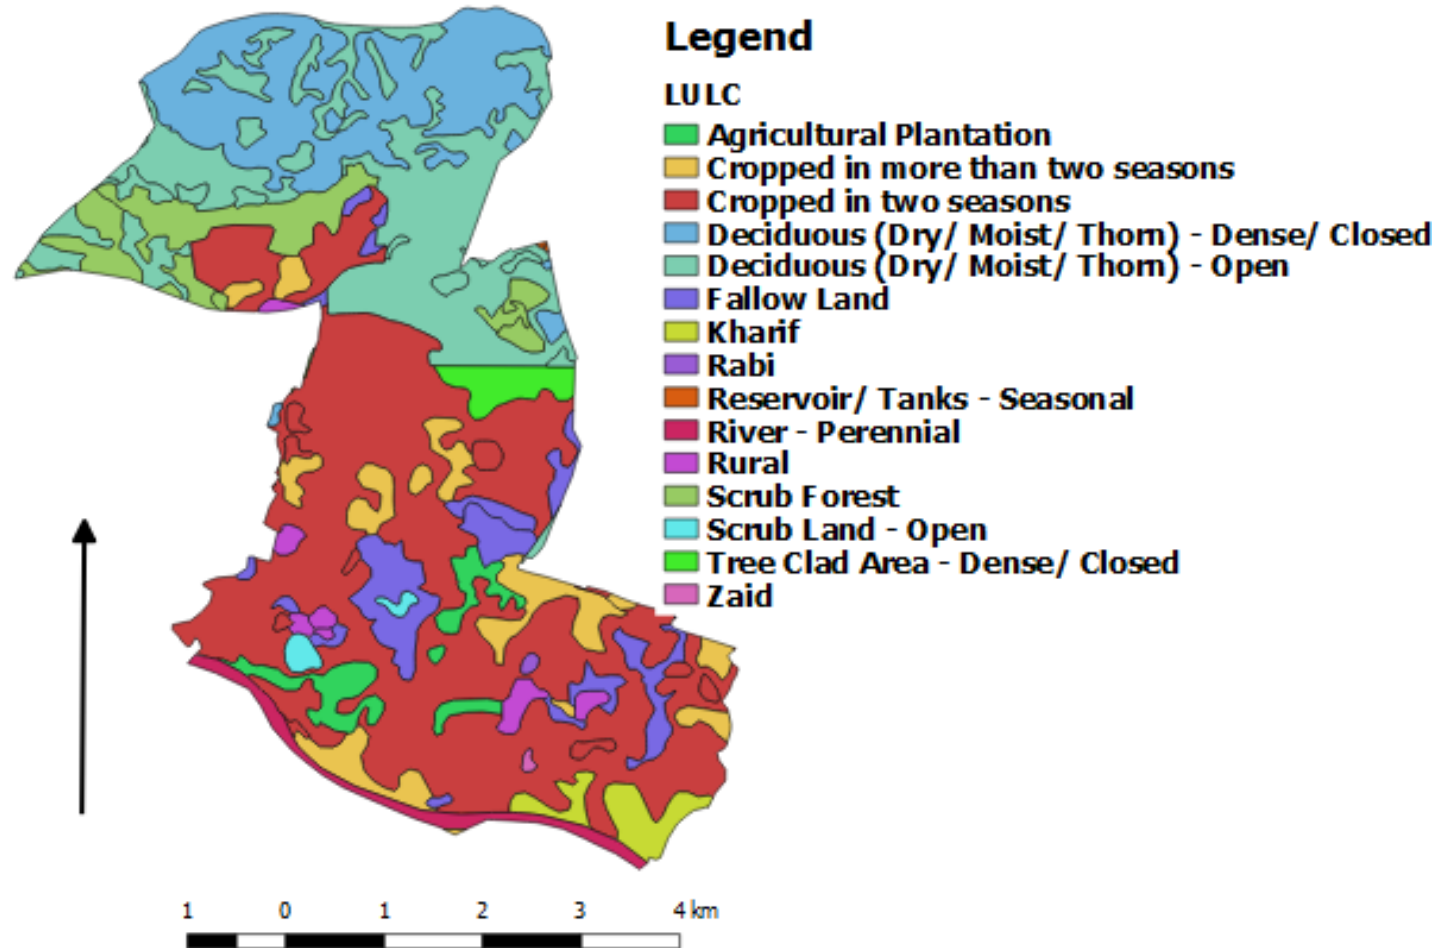 Legend
LULC
Agricultural Plantation
Cropped in more than two seasons
Cropped in two seasons
Deciduous (Dry/ Moist/ Thorn) - Dense/ Closed
Deciduous (Dry/ Moist/ Thorn) - Open
Fallow Land
Kharif
Rabi
Reservoir/ Tanks - Seasonal
River - Perennial
Rural
Scrub Forest
Scrub Land - Open
Tree Clad Area - Dense/ Closed
Zaid
1 0 1 2 3 4 km